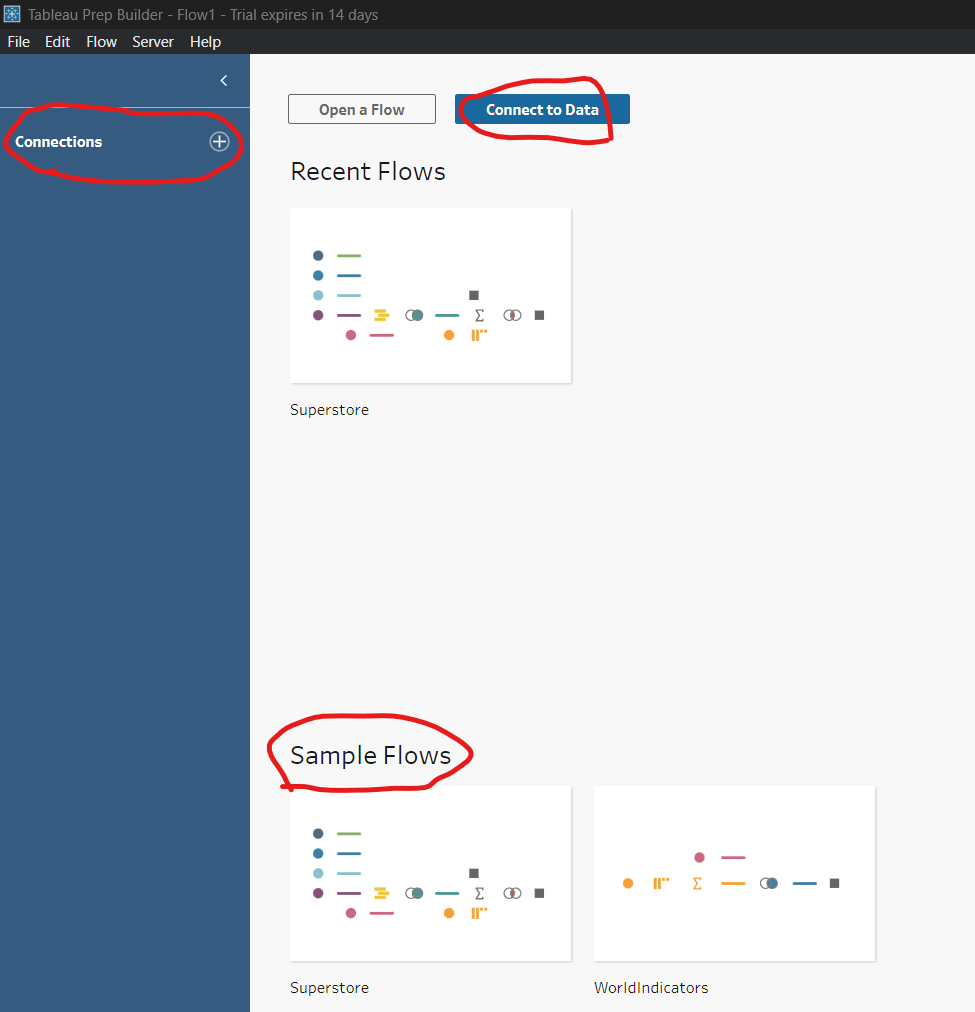 Tableau Prep Builder - Flow1 - Trial expires in 14 days
File Edit Flow Server Help
Connections
Open a Flow
Connect to Data
Recent Flows
Superstore
Sample Flows
Superstore
WorldIndicators